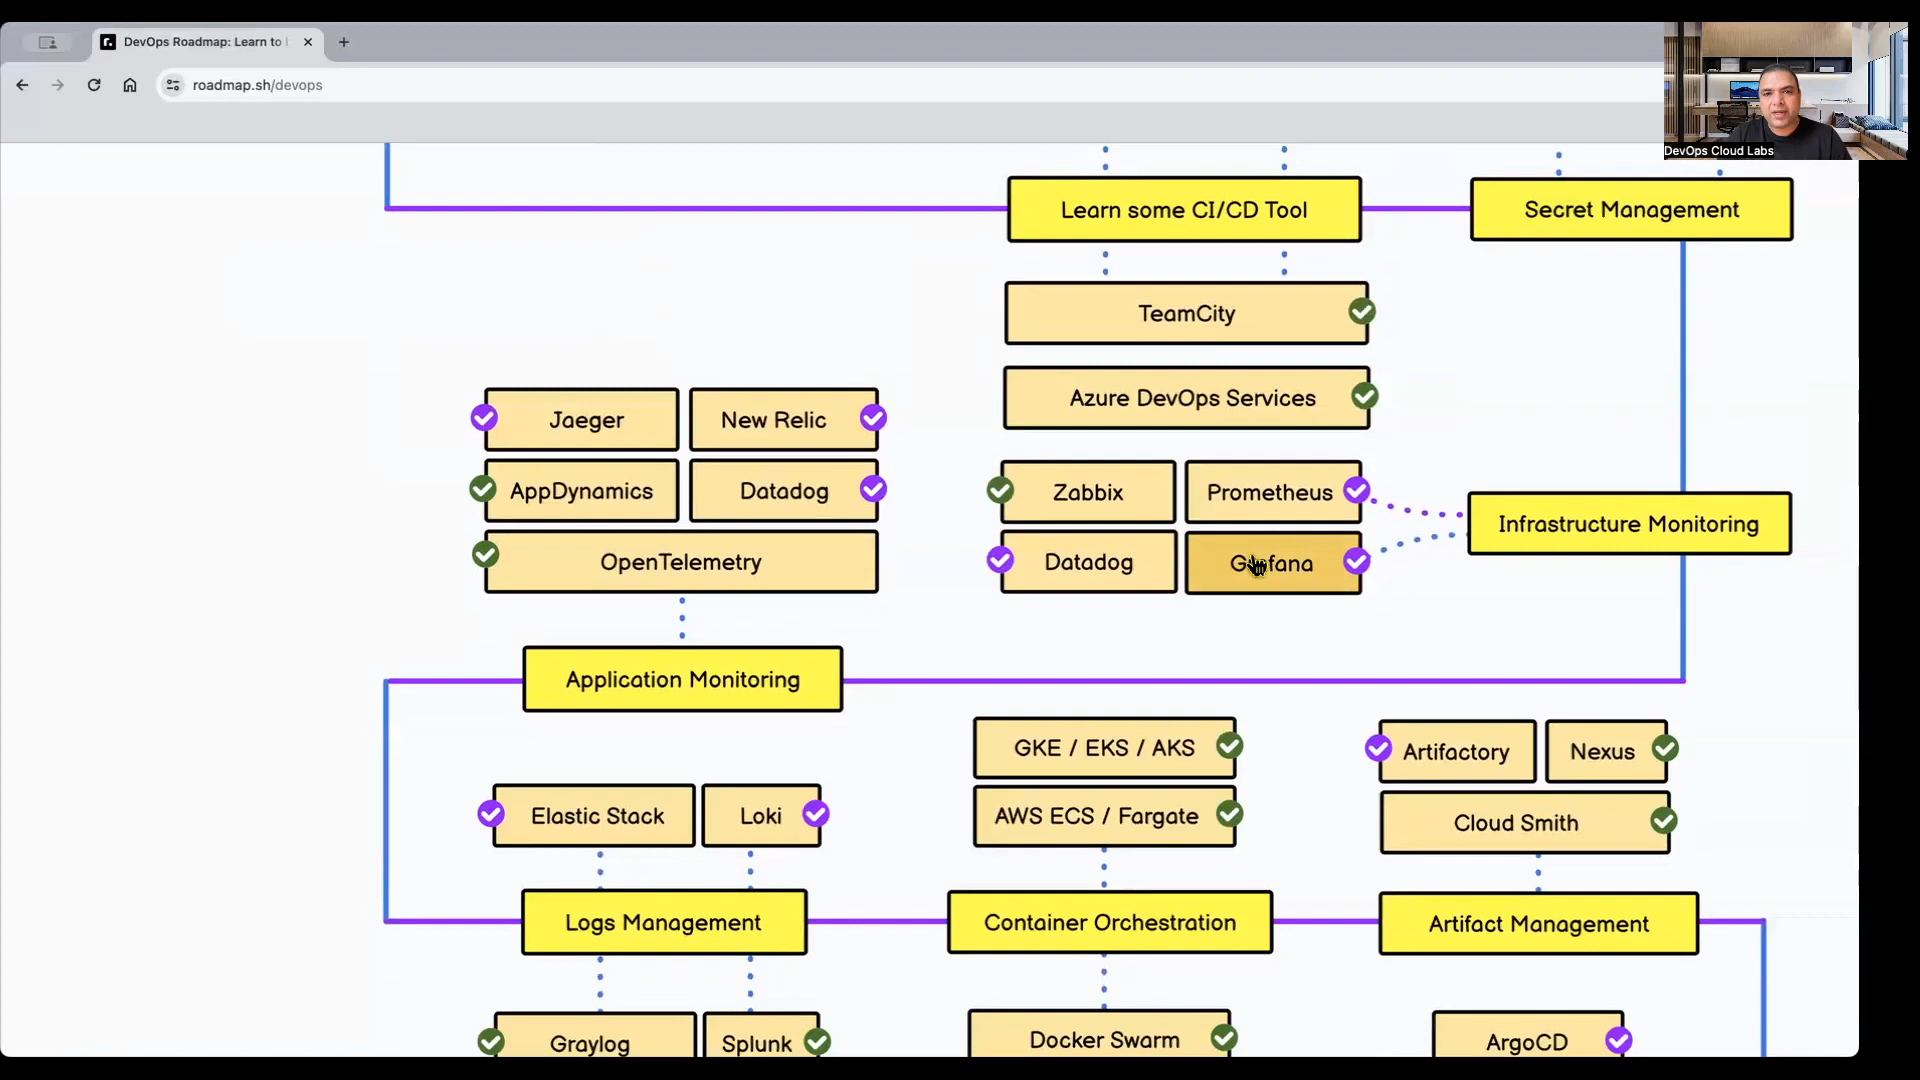 DevOps Roadmap: Learn to
roadmap.sh/devops
DevOps Cloud Labs
Learn some CI/CD Tool
Secret Management
TeamCity
Azure DevOps Services
Jaeger
New Relic
AppDynamics
Datadog
OpenTelemetry
Zabbix
Prometheus
Datadog
Grafana
Infrastructure Monitoring
Application Monitoring
GKE / EKS / AKS
AWS ECS / Fargate
Artifactory
Nexus
Cloud Smith
Elastic Stack
Loki
Logs Management
Container Orchestration
Artifact Management
Graylog
Splunk
Docker Swarm
ArgoCD